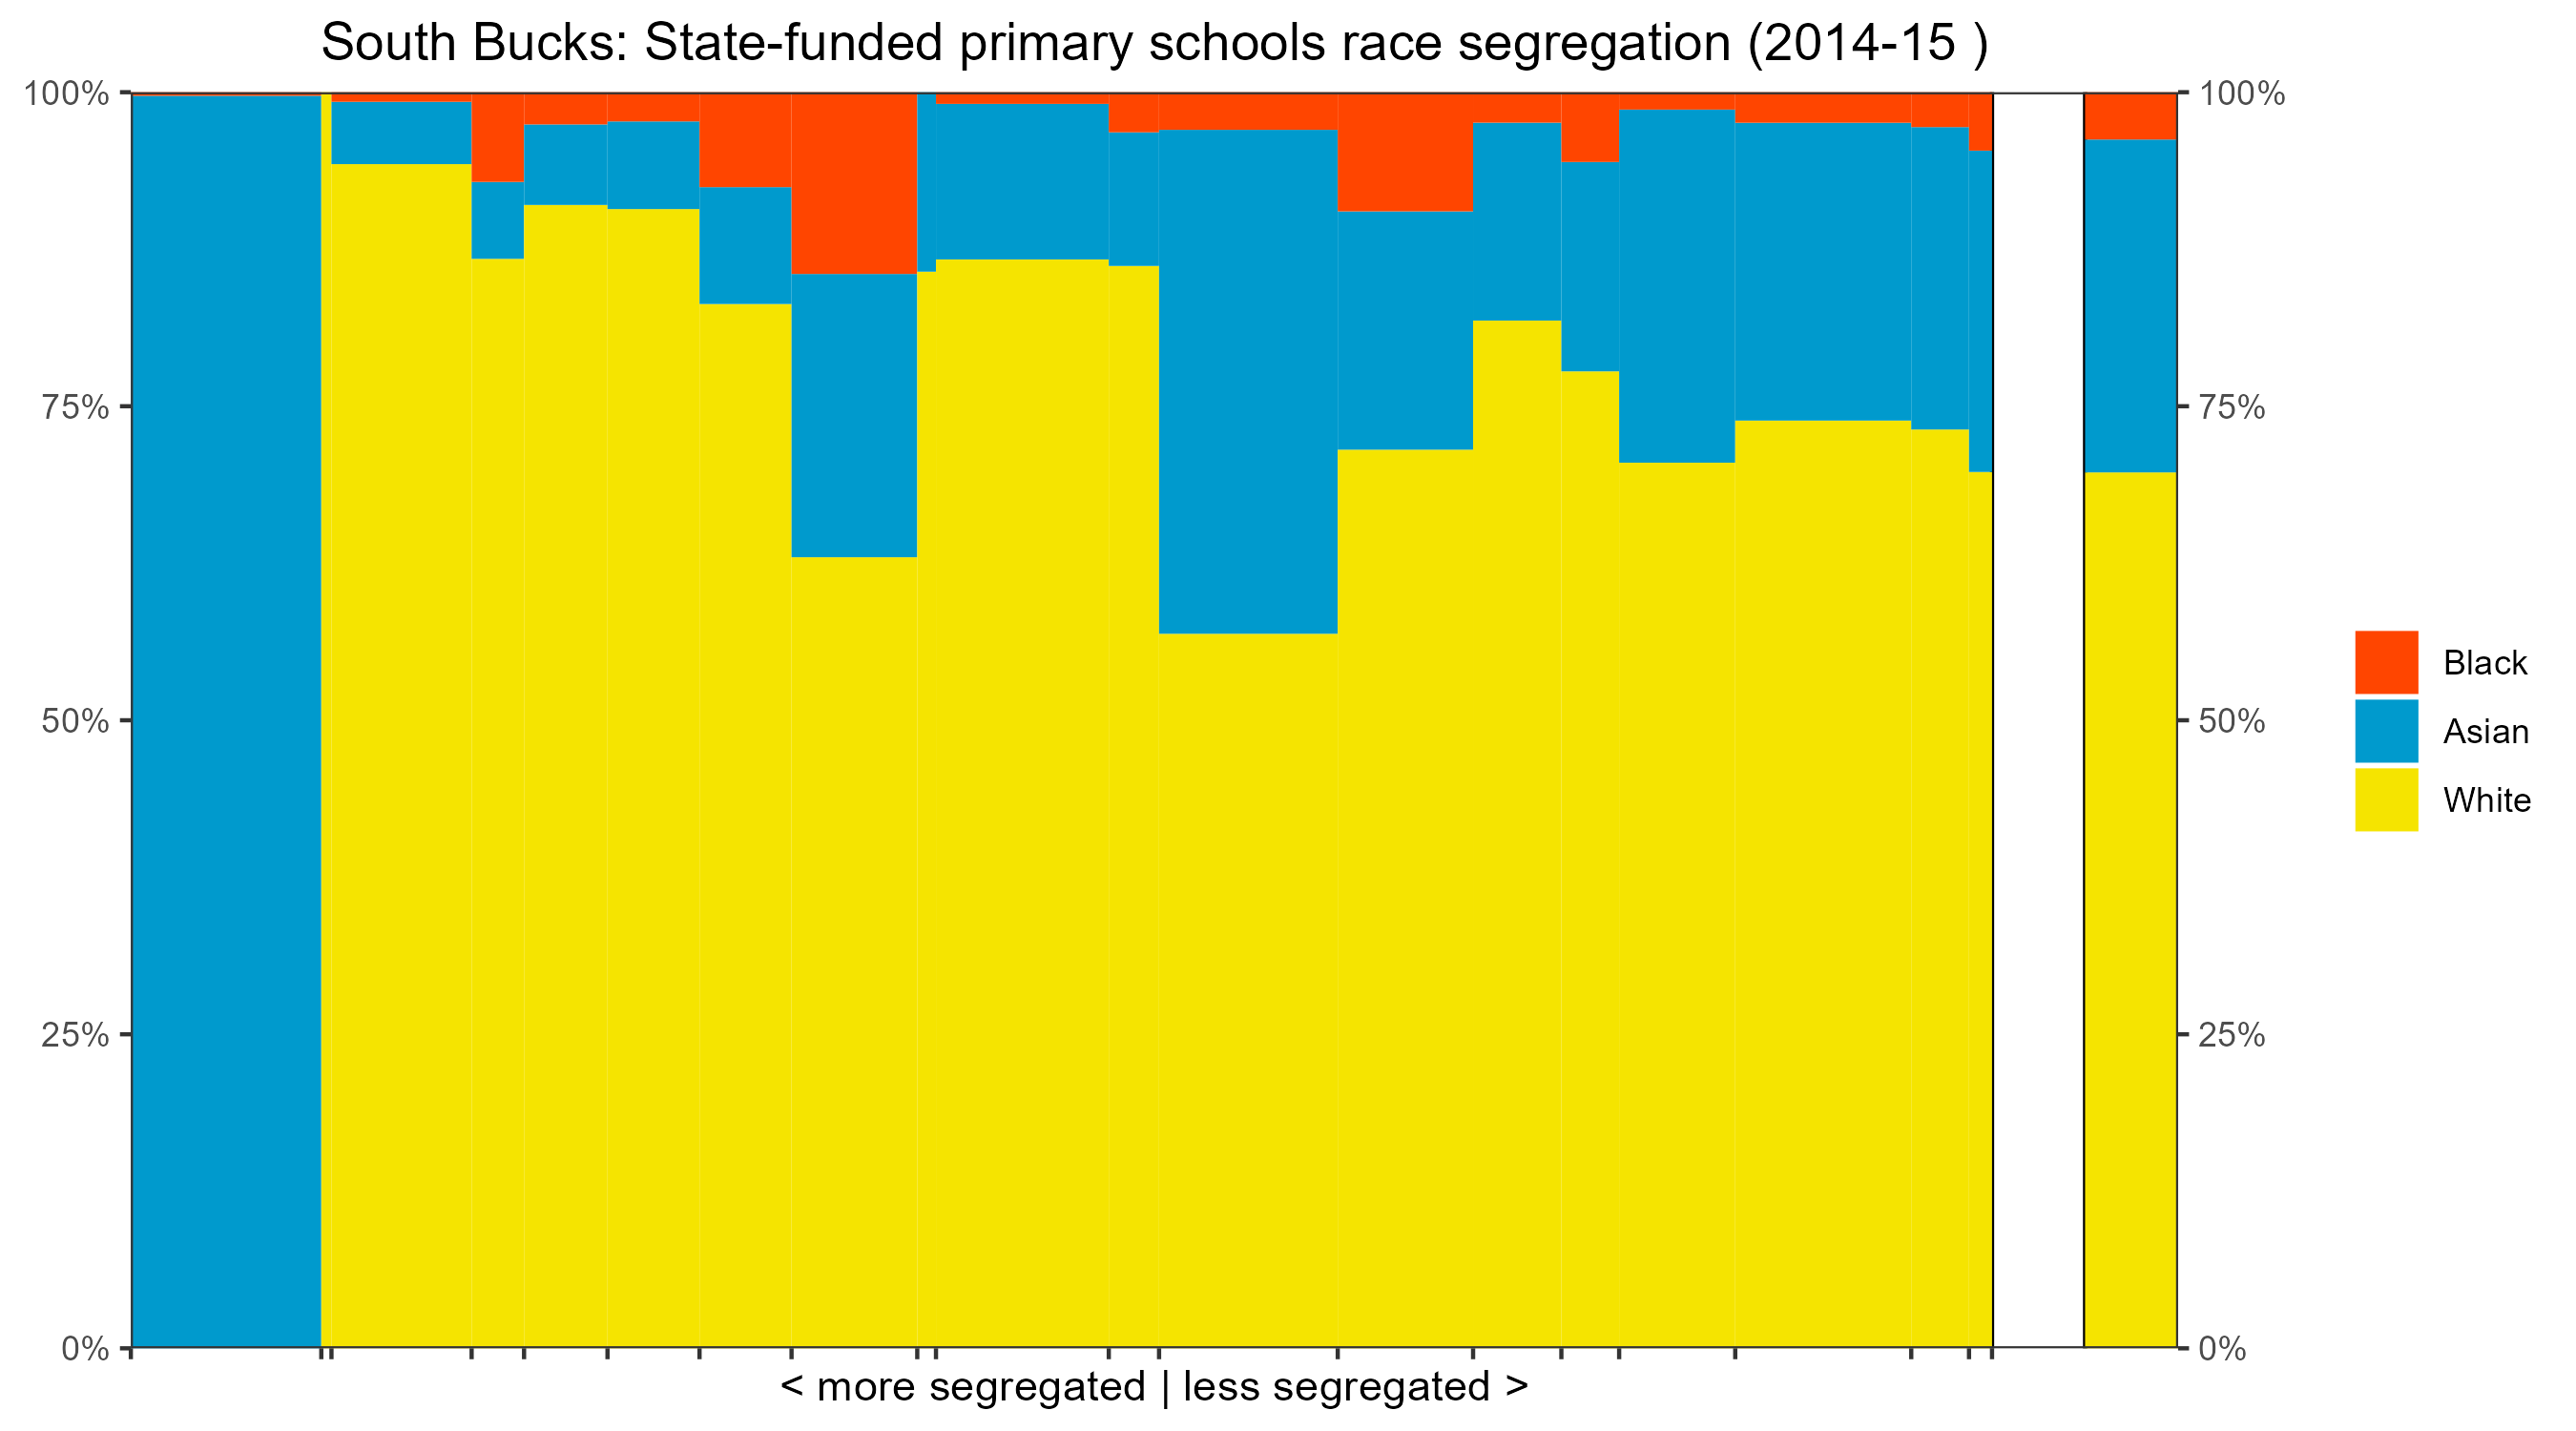 South Bucks: State-funded primary schools race segregation (2014-15 )
100%
75%
50%
25%
0%
100%
75%
50%
25%
0%
Black
Asian
White
< more segregated | less segregated >